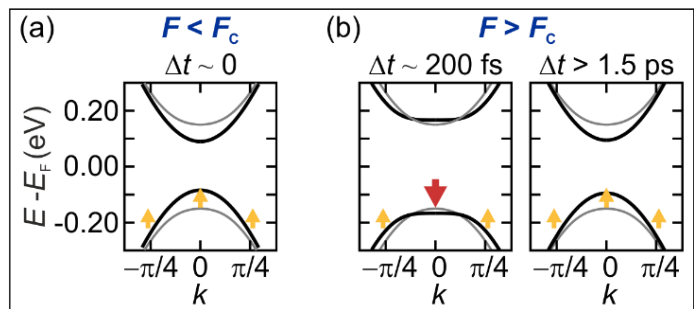 (a) F < Fc (b) F > Fc
Δt ~ 0 Δt ~ 200 fs Δt > 1.5 ps
E -EF (eV)
0.20
0.00
-0.20
−π/4 0 π/4 −π/4 0 π/4 −π/4 0 π/4
k k k